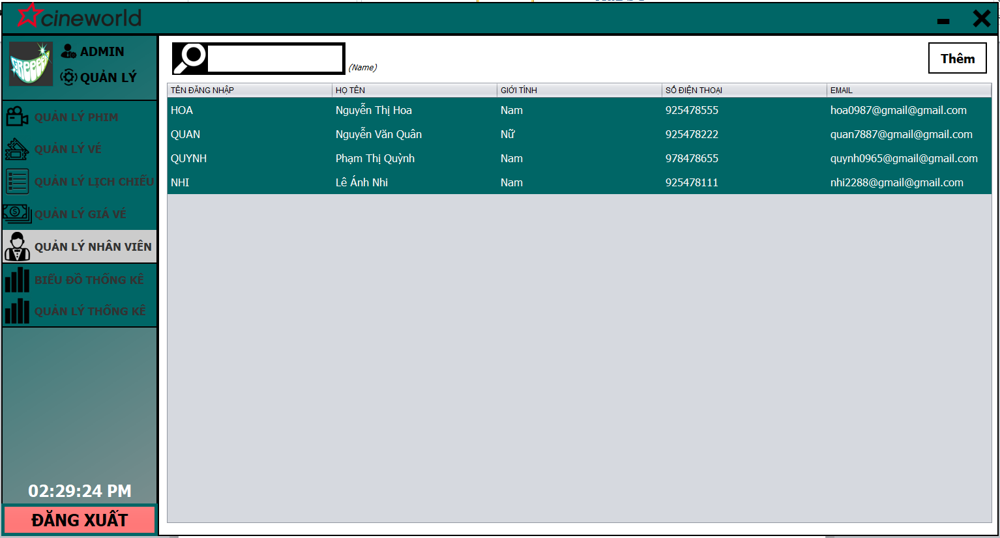 cineworld
ADMIN
QUẢN LÝ
QUẢN LÝ PHIM
QUẢN LÝ VÉ
QUẢN LÝ LỊCH CHIẾU
QUẢN LÝ GIÁ VÉ
QUẢN LÝ NHÂN VIÊN
BIỂU ĐỒ THỐNG KÊ
QUẢN LÝ THỐNG KÊ
02:29:24 PM
ĐĂNG XUẤT
(Name)
Thêm
TÊN ĐĂNG NHẬP HỌ TÊN GIỚI TÍNH SỐ ĐIỆN THOẠI EMAIL
HOA Nguyễn Thị Hoa Nam 925478555 hoa0987@gmail@gmail.com
QUAN Nguyễn Văn Quân Nữ 925478222 quan7887@gmail@gmail.com
QUYNH Phạm Thị Quỳnh Nam 978478655 quynh0965@gmail@gmail.com
NHI Lê Ánh Nhi Nam 925478111 nhi2288@gmail@gmail.com